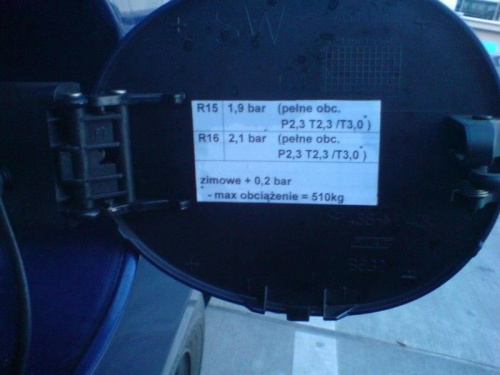 SW
R15 1,9 bar (pełne obc.
P2,3 T2,3 /T3,0*)
R16 2,1 bar (pełne obc.
P2,3 T2,3 /T3,0*)
zimowe + 0,2 bar
* - max obciążenie = 510kg